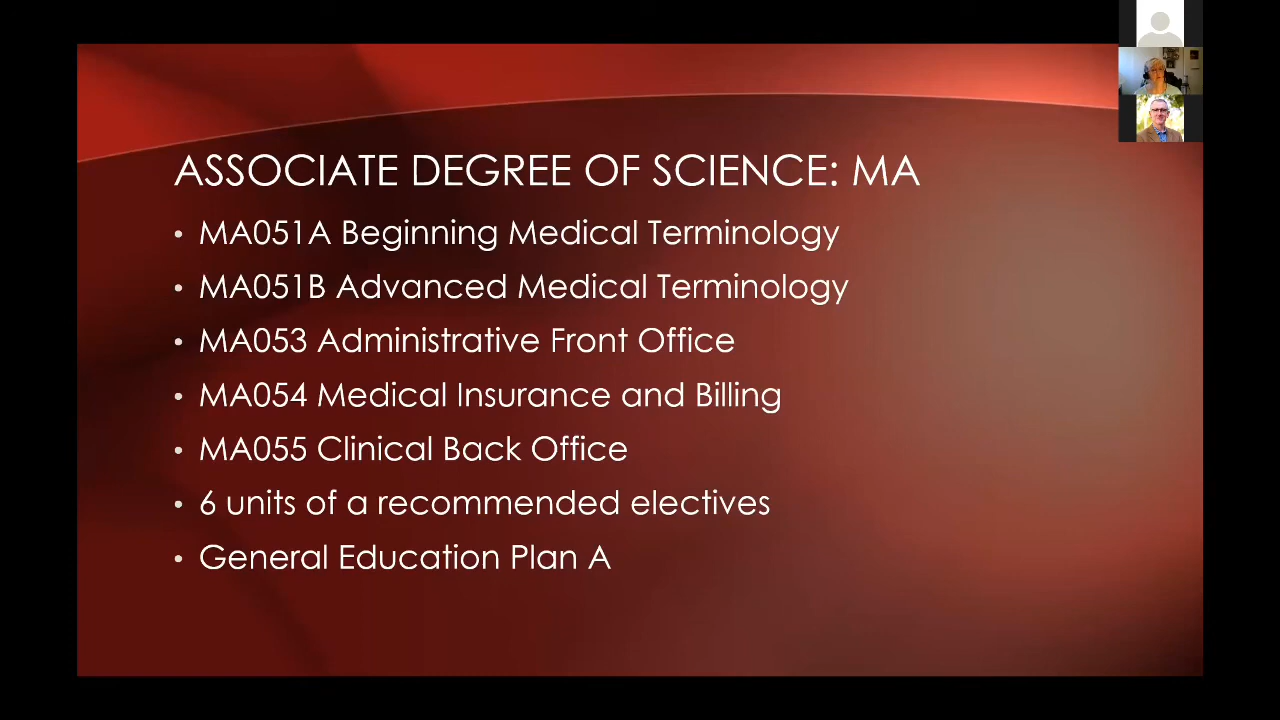 ASSOCIATE DEGREE OF SCIENCE: MA
• MA051A Beginning Medical Terminology
• MA051B Advanced Medical Terminology
• MA053 Administrative Front Office
• MA054 Medical Insurance and Billing
• MA055 Clinical Back Office
• 6 units of a recommended electives
• General Education Plan A